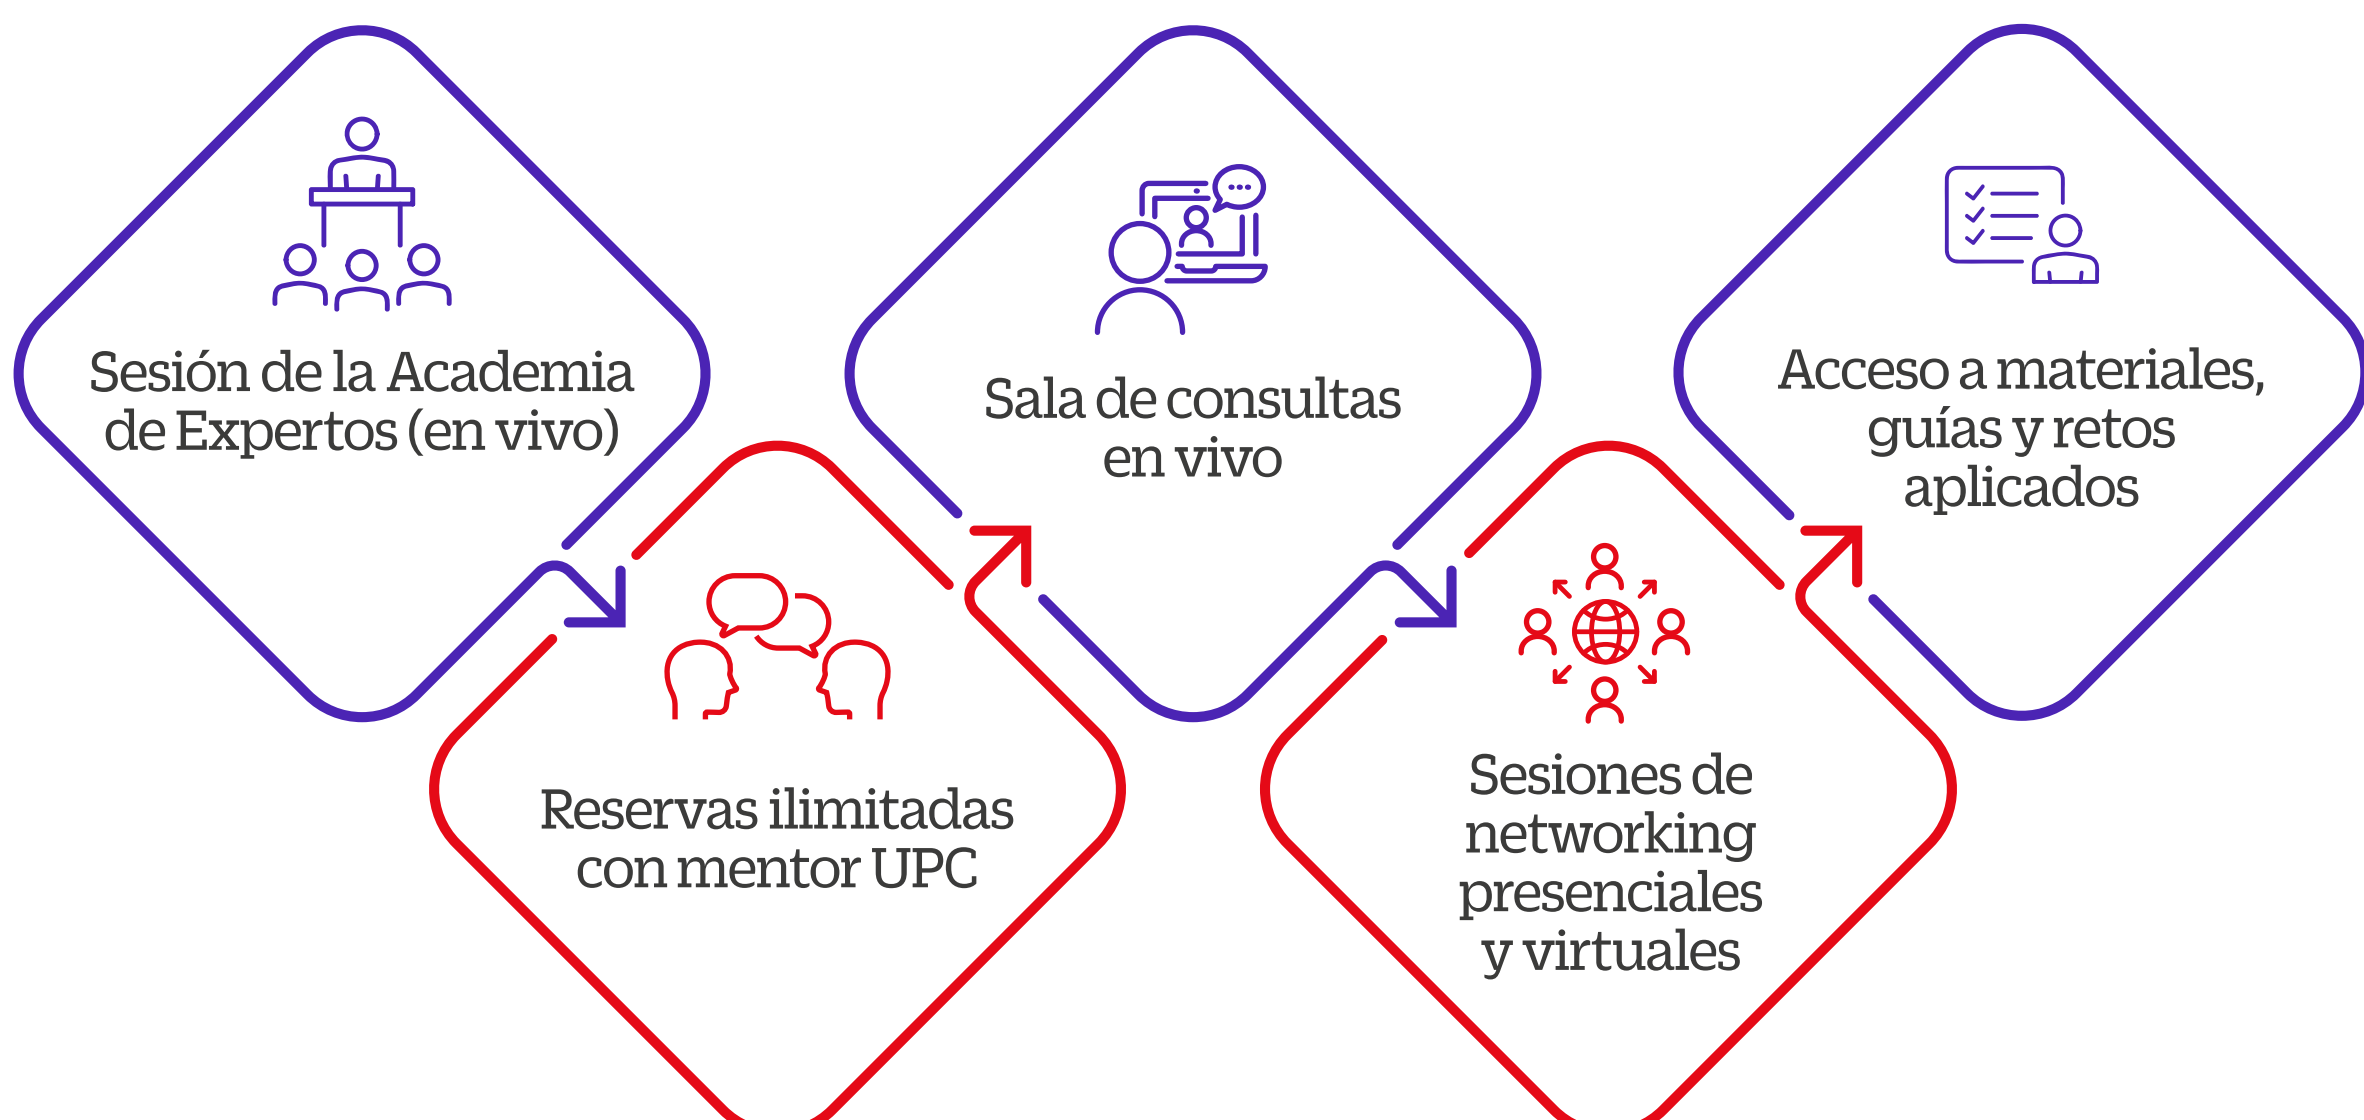 Sesión de la Academia
de Expertos (en vivo)
Reservas ilimitadas
con mentor UPC
Sala de consultas
en vivo
Sesiones de
networking
presenciales
y virtuales
Acceso a materiales,
guías y retos
aplicados